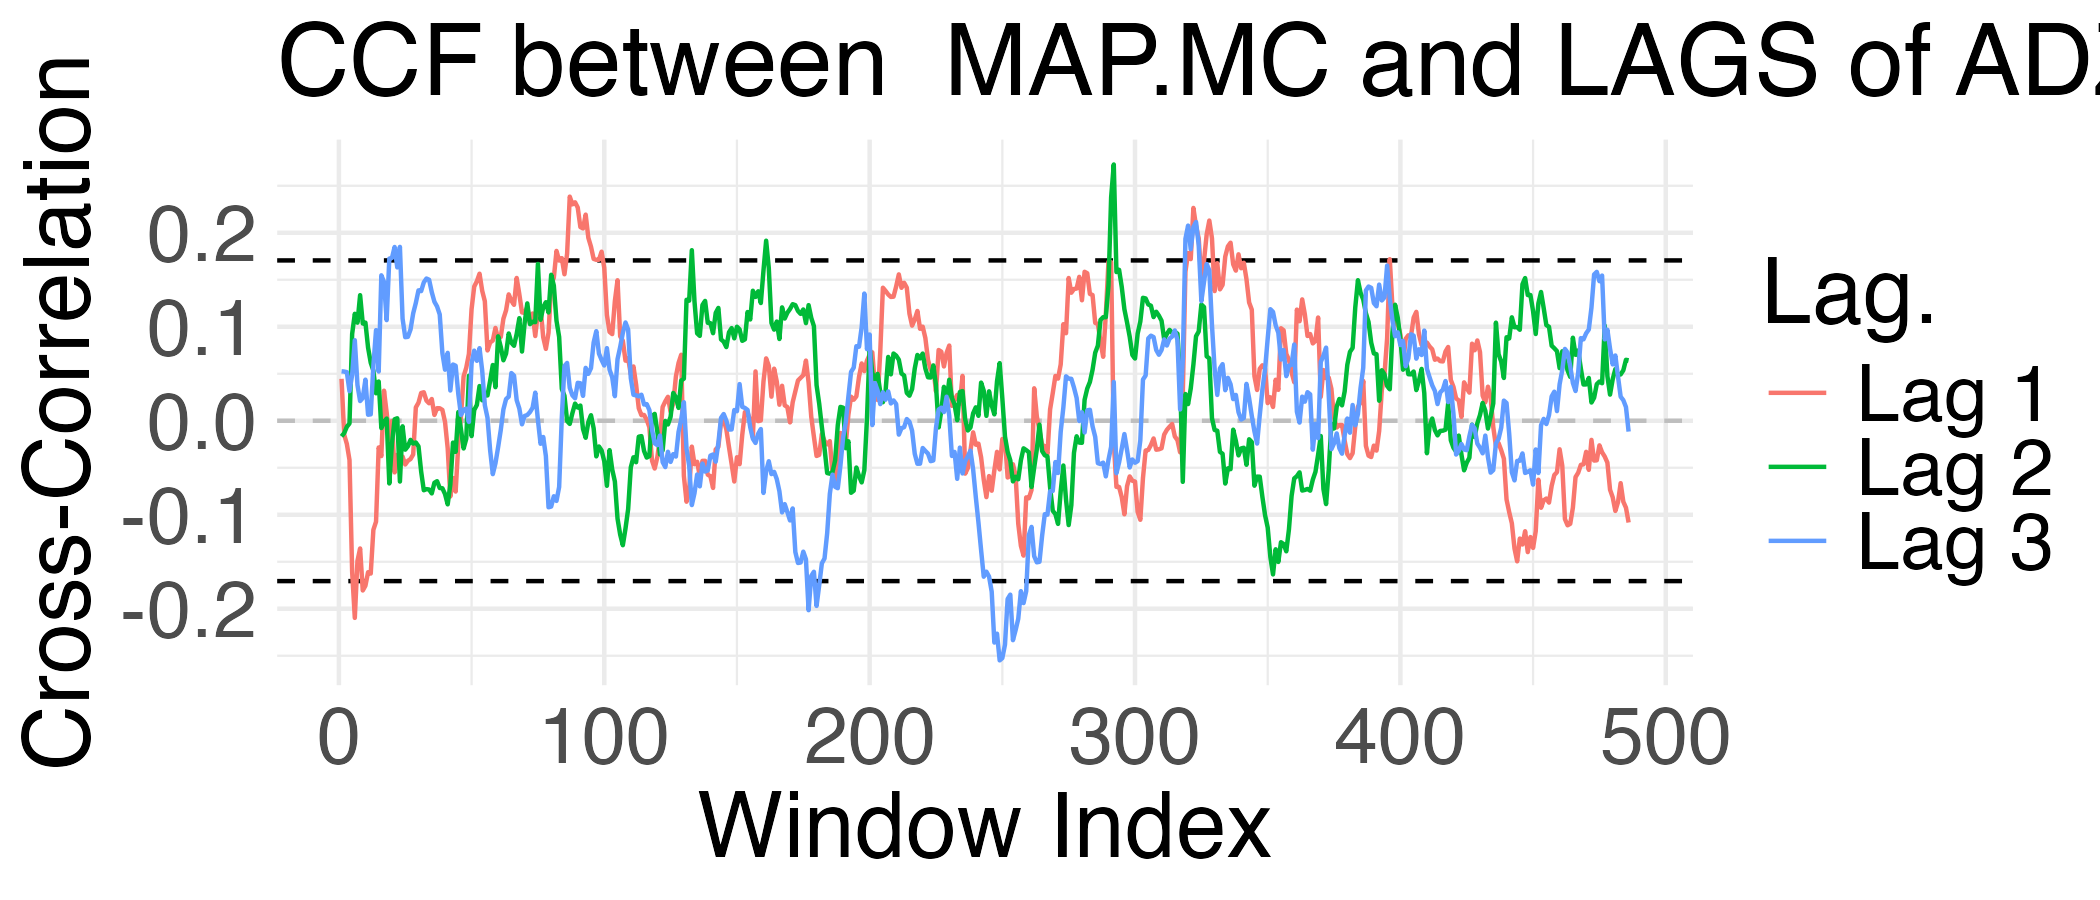 CCF between  MAP.MC and LAGS of
Cross-Correlation
0.2
0.1
0.0
-0.1
-0.2
0 100 200 300 400 500
Window Index
Lag.
Lag 1
Lag 2
Lag 3